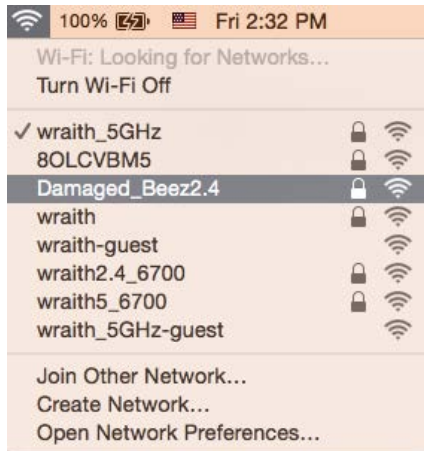 100% Fri 2:32 PM
Wi-Fi: Looking for Networks...
Turn Wi-Fi Off
wraith_5GHz
8OLCVBM5
Damaged_Beez2.4
wraith
wraith-guest
wraith2.4_6700
wraith5_6700
wraith_5GHz-guest
Join Other Network...
Create Network...
Open Network Preferences...